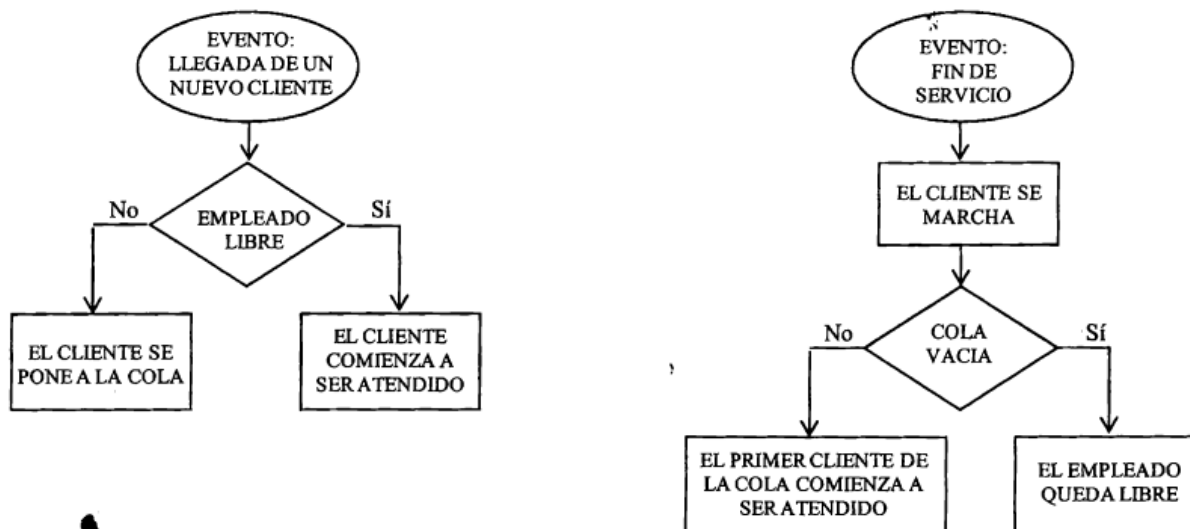 EVENTO:
LLEGADA DE UN
NUEVO CLIENTE
No
EMPLEADO
LIBRE
Sí
EL CLIENTE SE
PONE A LA COLA
EL CLIENTE
COMIENZA A
SER ATENDIDO
EVENTO:
FIN DE
SERVICIO
EL CLIENTE SE
MARCHA
No
COLA
VACIA
Sí
EL PRIMER CLIENTE DE
LA COLA COMIENZA A
SER ATENDIDO
EL EMPLEADO
QUEDA LIBRE